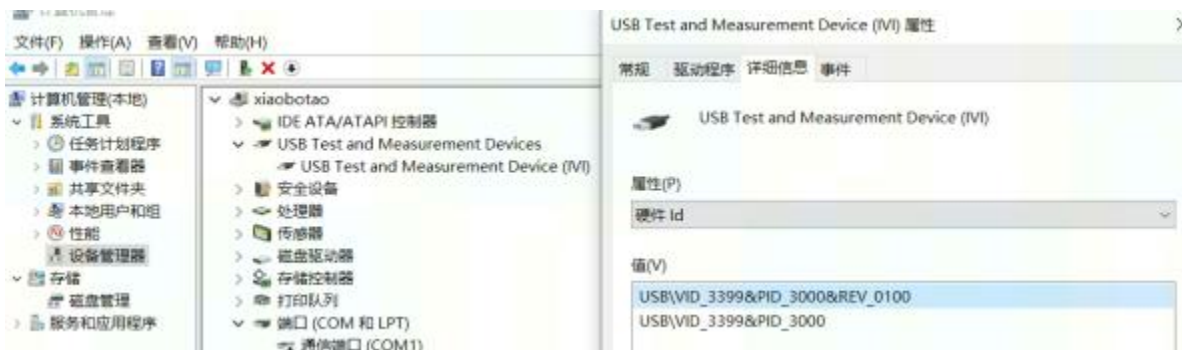 文件(F) 操作(A) 查看(V) 帮助(H)
计算机管理(本地)
系统工具
任务计划程序
事件查看器
共享文件夹
本地用户和组
性能
设备管理器
存储
磁盘管理
服务和应用程序
xiaobotao
IDE ATA/ATAPI 控制器
USB Test and Measurement Devices
USB Test and Measurement Device (IVI)
安全设备
处理器
传感器
磁盘驱动器
存储控制器
打印队列
端口 (COM 和 LPT)
通信端口 (COM1)
USB Test and Measurement Device (IVI) 属性
常规 驱动程序 详细信息 事件
USB Test and Measurement Device (IVI)
属性(P)
硬件 Id
值(V)
USB\VID_3399&PID_3000&REV_0100
USB\VID_3399&PID_3000